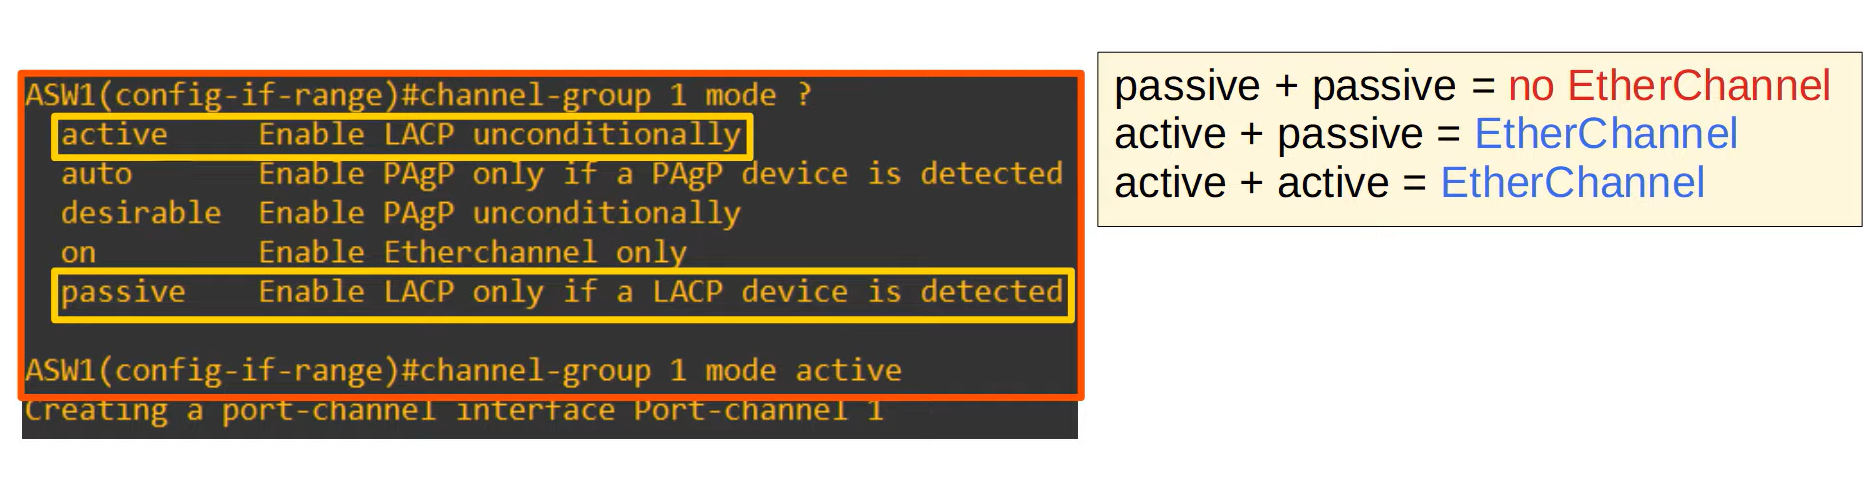 ASW1(config-if-range)#channel-group 1 mode ?
active Enable LACP unconditionally
auto Enable PAgP only if a PAgP device is detected
desirable Enable PAgP unconditionally
on Enable Etherchannel only
passive Enable LACP only if a LACP device is detected
ASW1(config-if-range)#channel-group 1 mode active
Creating a port-channel interface Port-channel 1
passive + passive = no EtherChannel
active + passive = EtherChannel
active + active = EtherChannel